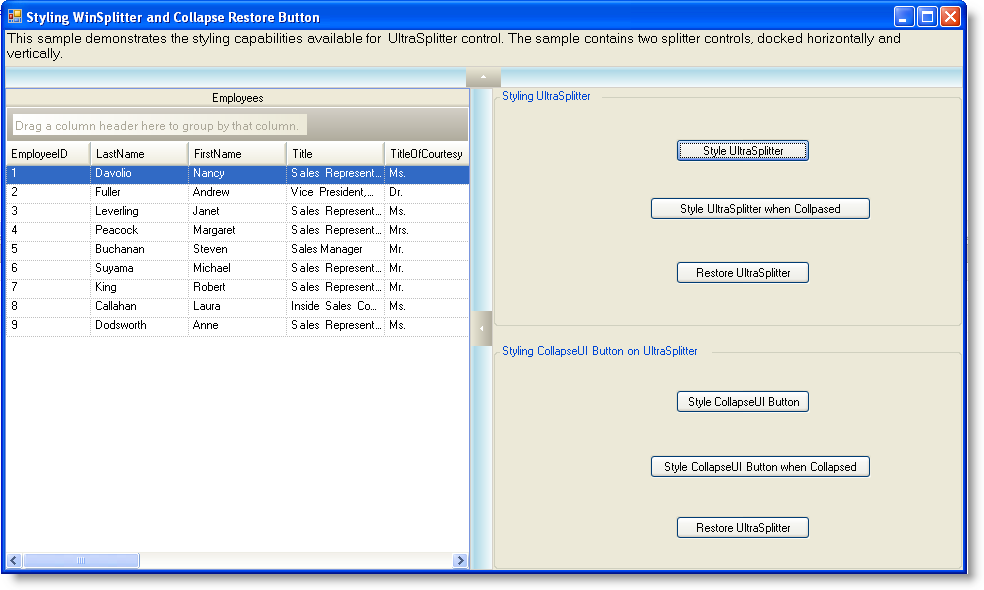 Styling WinSplitter and Collapse Restore Button
This sample demonstrates the styling capabilities available for UltraSplitter control. The sample contains two splitter controls, docked horizontally and
vertically.
Employees
Drag a column header here to group by that column.
EmployeeID LastName FirstName Title TitleOfCourtesy
1 Davolio Nancy Sales Represent... Ms.
2 Fuller Andrew Vice President,... Dr.
3 Leverling Janet Sales Represent... Ms.
4 Peacock Margaret Sales Represent... Mrs.
5 Buchanan Steven Sales Manager Mr.
6 Suyama Michael Sales Represent... Mr.
7 King Robert Sales Represent... Mr.
8 Callahan Laura Inside Sales Co... Ms.
9 Dodsworth Anne Sales Represent... Ms.
Styling UltraSplitter
Style UltraSplitter
Style UltraSplitter when Collpased
Restore UltraSplitter
Styling CollapseUI Button on UltraSplitter
Style CollapseUI Button
Style CollapseUI Button when Collapsed
Restore UltraSplitter